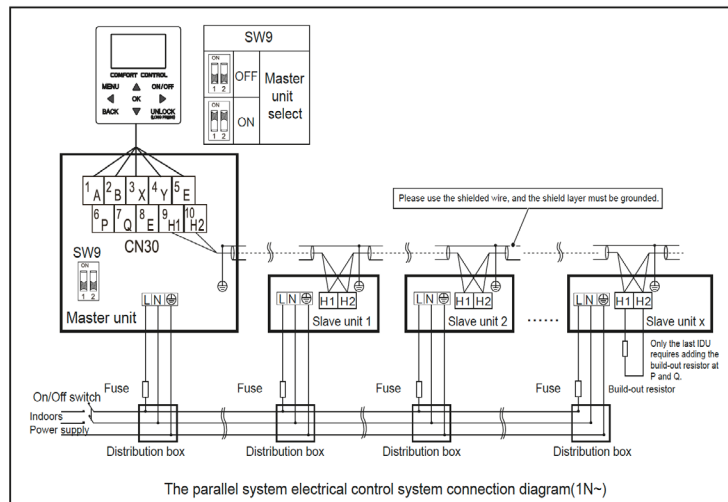 SW9
ON
1 2
OFF
Master
unit
select
ON
1 2
ON
COMFORT CONTROL
MENU ON/OFF
OK
BACK UNLOCK
1 2 3 4 5
A B X Y E
6 7 8 9 10
P Q E H1 H2
CN30
SW9
ON
1 2
Master unit
L N
Please use the shielded wire, and the shield layer must be grounded.
L N
H1 H2
Slave unit 1
L N
H1 H2
Slave unit 2
......
L N
H1 H2
Slave unit x
Only the last IDU
requires adding the
build-out resistor at
P and Q.
Build-out resistor
Fuse
Fuse
Fuse
Fuse
On/Off switch
Indoors
Power supply
Distribution box
Distribution box
Distribution box
Distribution box
The parallel system electrical control system connection diagram(1N~)